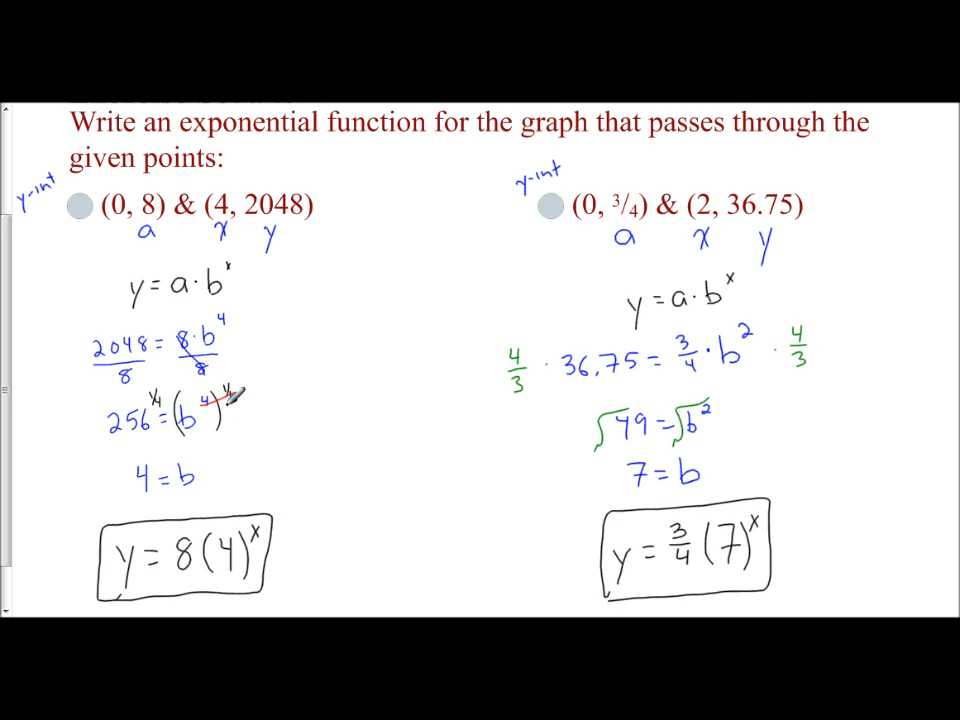 Write an exponential function for the graph that passes through the
given points:
y-int
(0, 8) & (4, 2048)
a x y
y = a · b^x
2048 = 8 · b^4
8 8
256^1/4 = (b^4)^1/4
4 = b
y = 8(4)^x
y-int
(0, 3/4) & (2, 36.75)
a x y
y = a · b^x
4/3 · 36.75 = 3/4 · b^2 · 4/3
√49 = √b^2
7 = b
y = 3/4 (7)^x